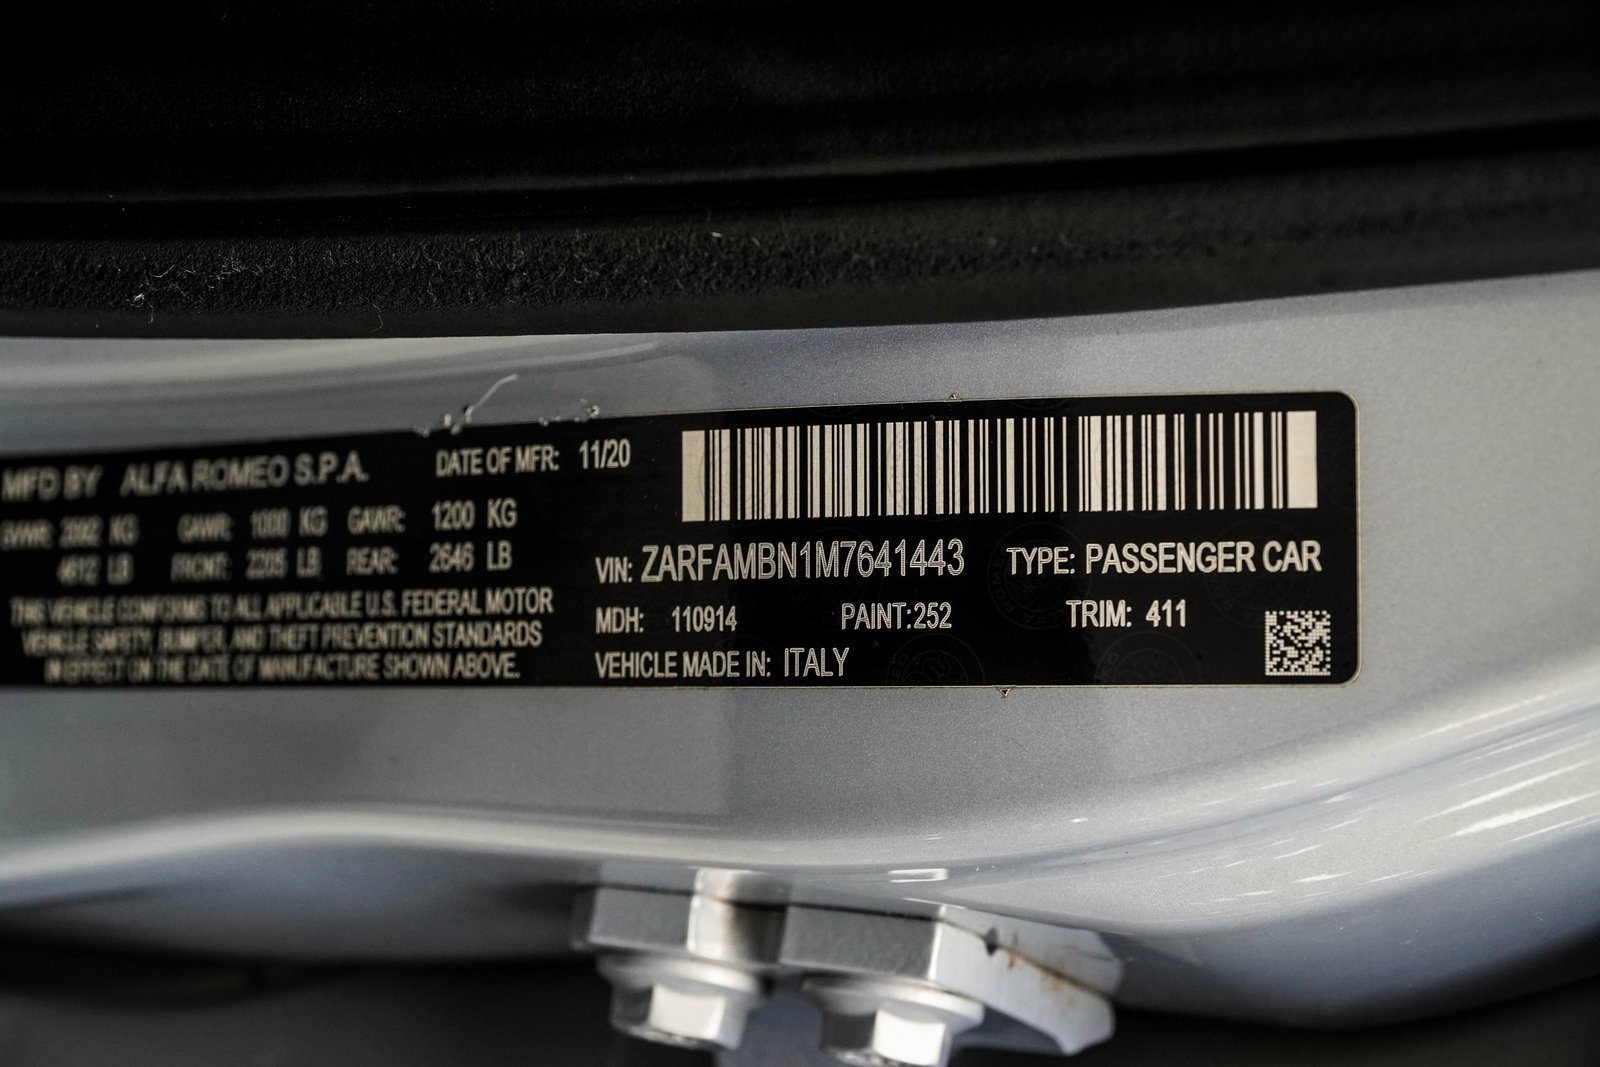 MFD BY ALFA ROMEO S.P.A. DATE OF MFR: 11/20
GVWR: 2092 KG GAWR: 1000 KG GAWR: 1200 KG
4612 LB FRONT: 2205 LB REAR: 2646 LB
THIS VEHICLE CONFORMS TO ALL APPLICABLE U.S. FEDERAL MOTOR
VEHICLE SAFETY, BUMPER, AND THEFT PREVENTION STANDARDS
IN EFFECT ON THE DATE OF MANUFACTURE SHOWN ABOVE.
VIN: ZARFAMBN1M7641443 TYPE: PASSENGER CAR
MDH: 110914 PAINT:252 TRIM: 411
VEHICLE MADE IN: ITALY